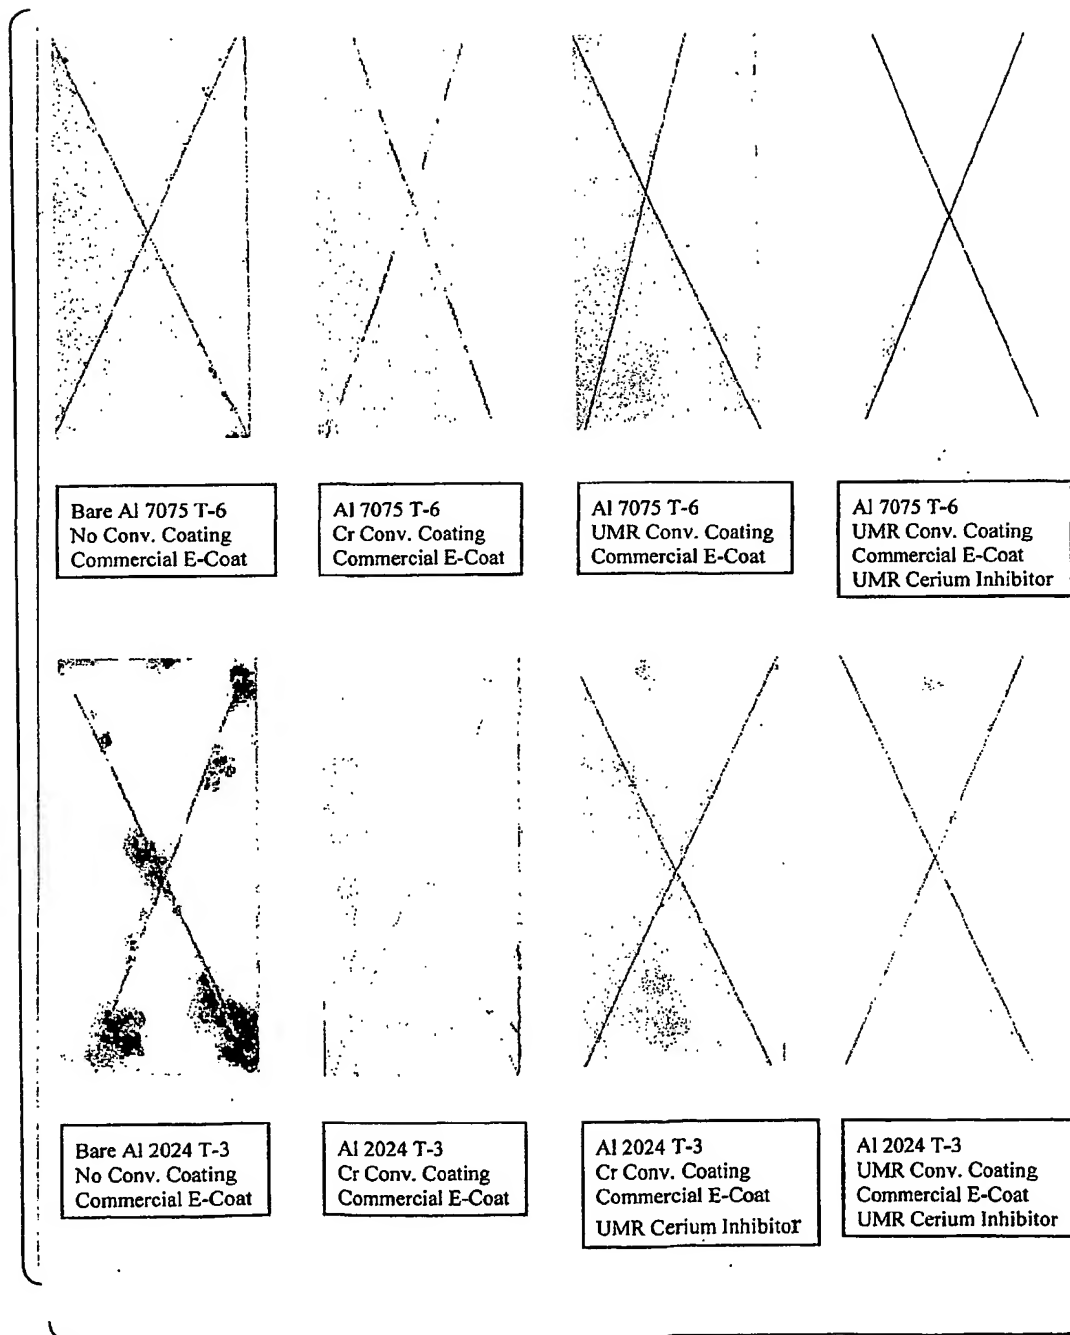 Bare Al 7075 T-6
No Conv. Coating
Commercial E-Coat
Al 7075 T-6
Cr Conv. Coating
Commercial E-Coat
Al 7075 T-6
UMR Conv. Coating
Commercial E-Coat
Al 7075 T-6
UMR Conv. Coating
Commercial E-Coat
UMR Cerium Inhibitor
Bare Al 2024 T-3
No Conv. Coating
Commercial E-Coat
Al 2024 T-3
Cr Conv. Coating
Commercial E-Coat
Al 2024 T-3
Cr Conv. Coating
Commercial E-Coat
UMR Cerium Inhibitor
Al 2024 T-3
UMR Conv. Coating
Commercial E-Coat
UMR Cerium Inhibitor